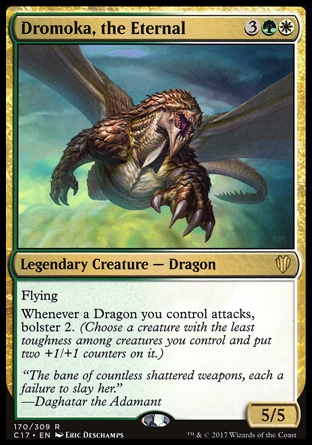 Dromoka, the Eternal 3
Legendary Creature — Dragon
Flying
Whenever a Dragon you control attacks,
bolster 2. (Choose a creature with the least
toughness among creatures you control and put
two +1/+1 counters on it.)
"The bane of countless shattered weapons, each a
failure to slay her."
—Daghatar the Adamant
170/309 R
C17 • EN Eric Deschamps
™ & © 2017 Wizards of the Coast
5/5